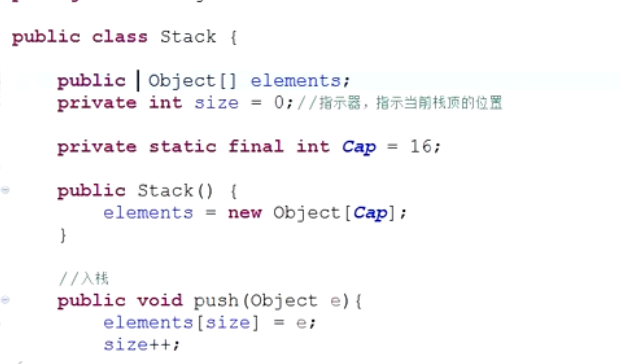 public class Stack {
public Object[] elements;
private int size = 0;//指示器，指示当前栈顶的位置
private static final int Cap = 16;
public Stack() {
elements = new Object[Cap];
}
//入栈
public void push(Object e){
elements[size] = e;
size++;